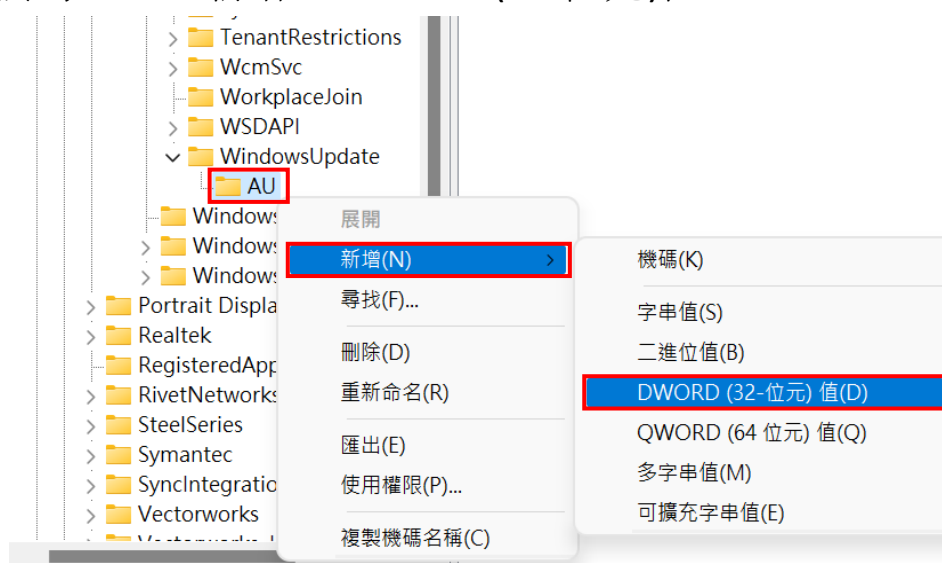 TenantRestrictions
WcmSvc
WorkplaceJoin
WSDAPI
WindowsUpdate
AU
Windows
Windows
Windows
Portrait Displa
Realtek
RegisteredApp
RivetNetworks
SteelSeries
Symantec
SyncIntegratio
Vectorworks
展開
新增(N)
尋找(F)...
刪除(D)
重新命名(R)
匯出(E)
使用權限(P)...
複製機碼名稱(C)
機碼(K)
字串值(S)
二進位值(B)
DWORD (32-位元) 值(D)
QWORD (64 位元) 值(Q)
多字串值(M)
可擴充字串值(E)